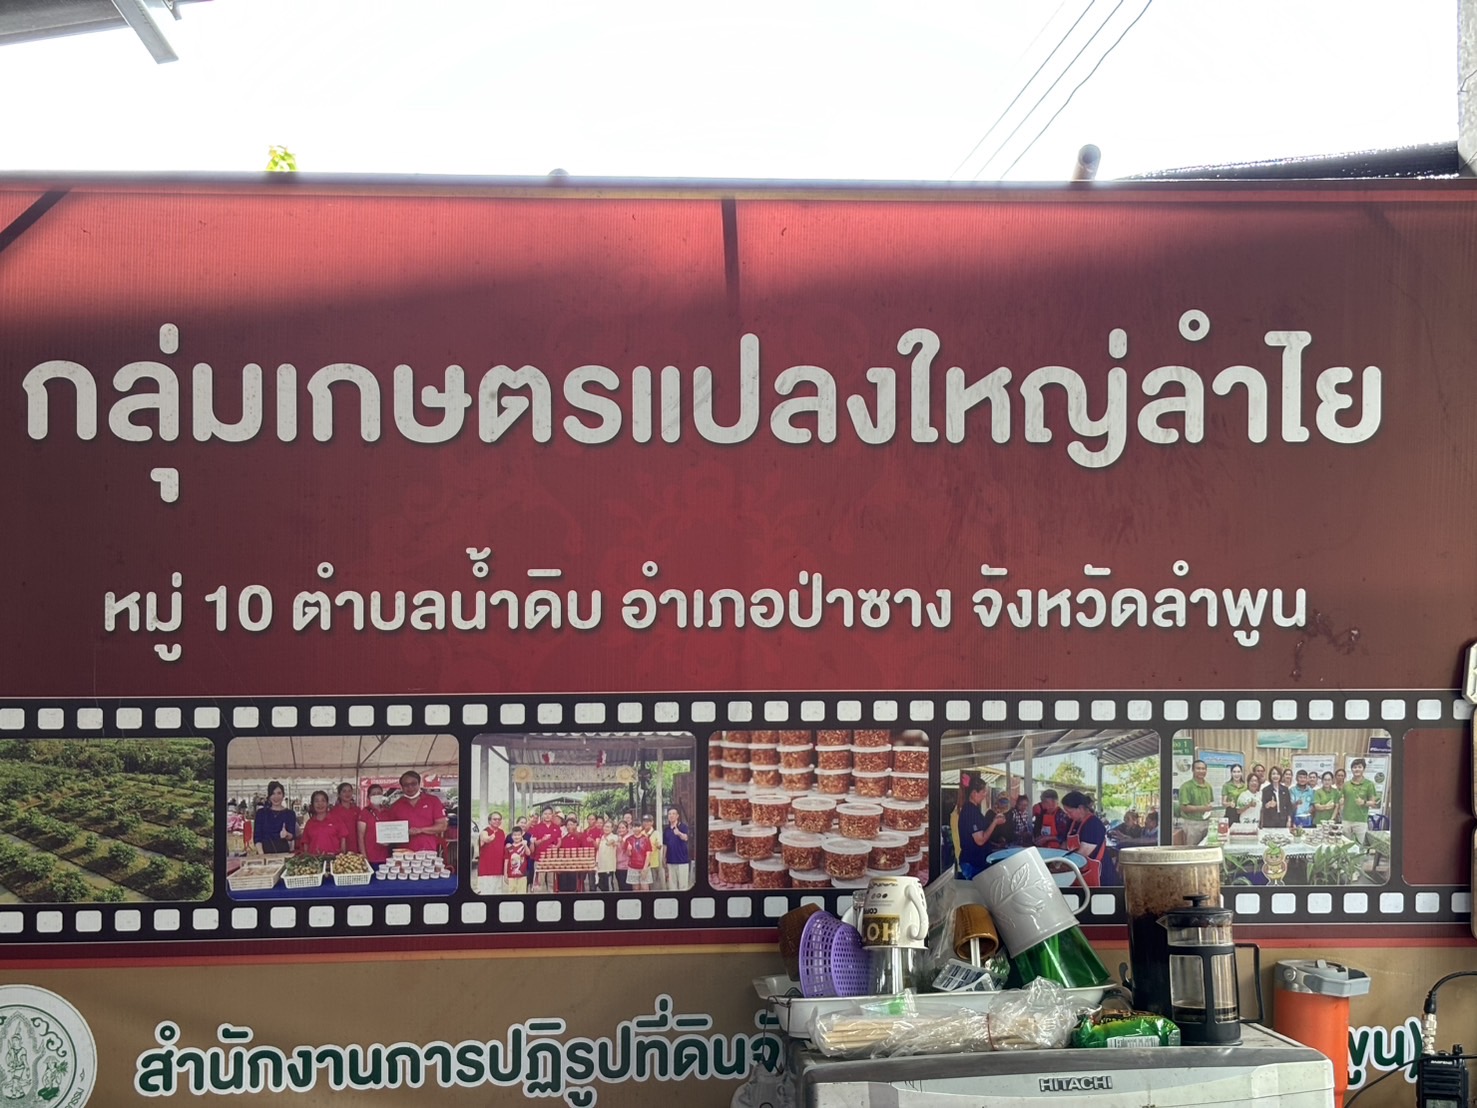 กลุ่มเกษตรแปลงใหญ่ลำไย
หมู่ 10 ตำบลน้ำดิบ อำเภอป่าซาง จังหวัดลำพูน
สำนักงานการปฏิรูปที่ดินจั พูน)
HITACHI